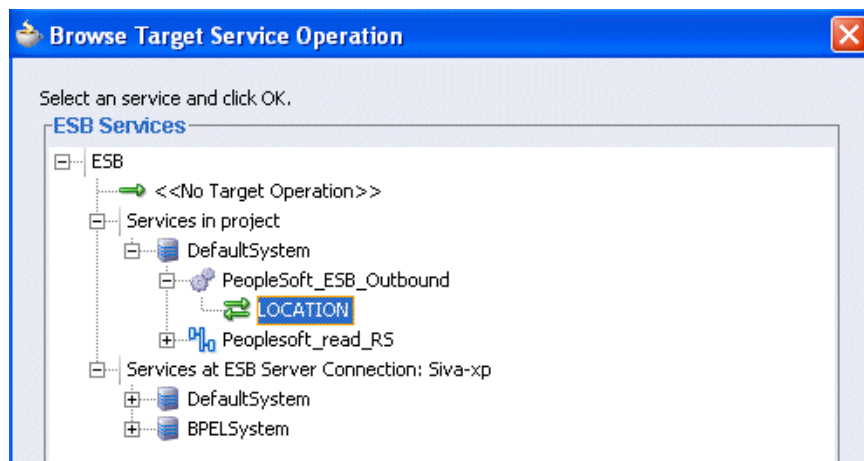 Browse Target Service Operation
Select an service and click OK.
ESB Services
ESB
<<No Target Operation>>
Services in project
DefaultSystem
PeopleSoft_ESB_Outbound
LOCATION
Peoplesoft_read_RS
Services at ESB Server Connection: Siva-xp
DefaultSystem
BPELSystem